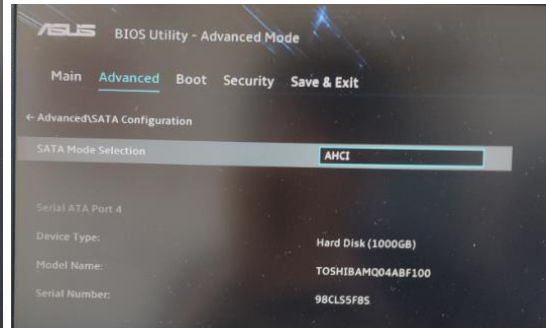 ASUS BIOS Utility - Advanced Mode
Main Advanced Boot Security Save & Exit
← Advanced\SATA Configuration
SATA Mode Selection AHCI
Serial ATA Port 4
Device Type: Hard Disk (1000GB)
Model Name: TOSHIBAMQ04ABF100
Serial Number: 98CLS5F8S